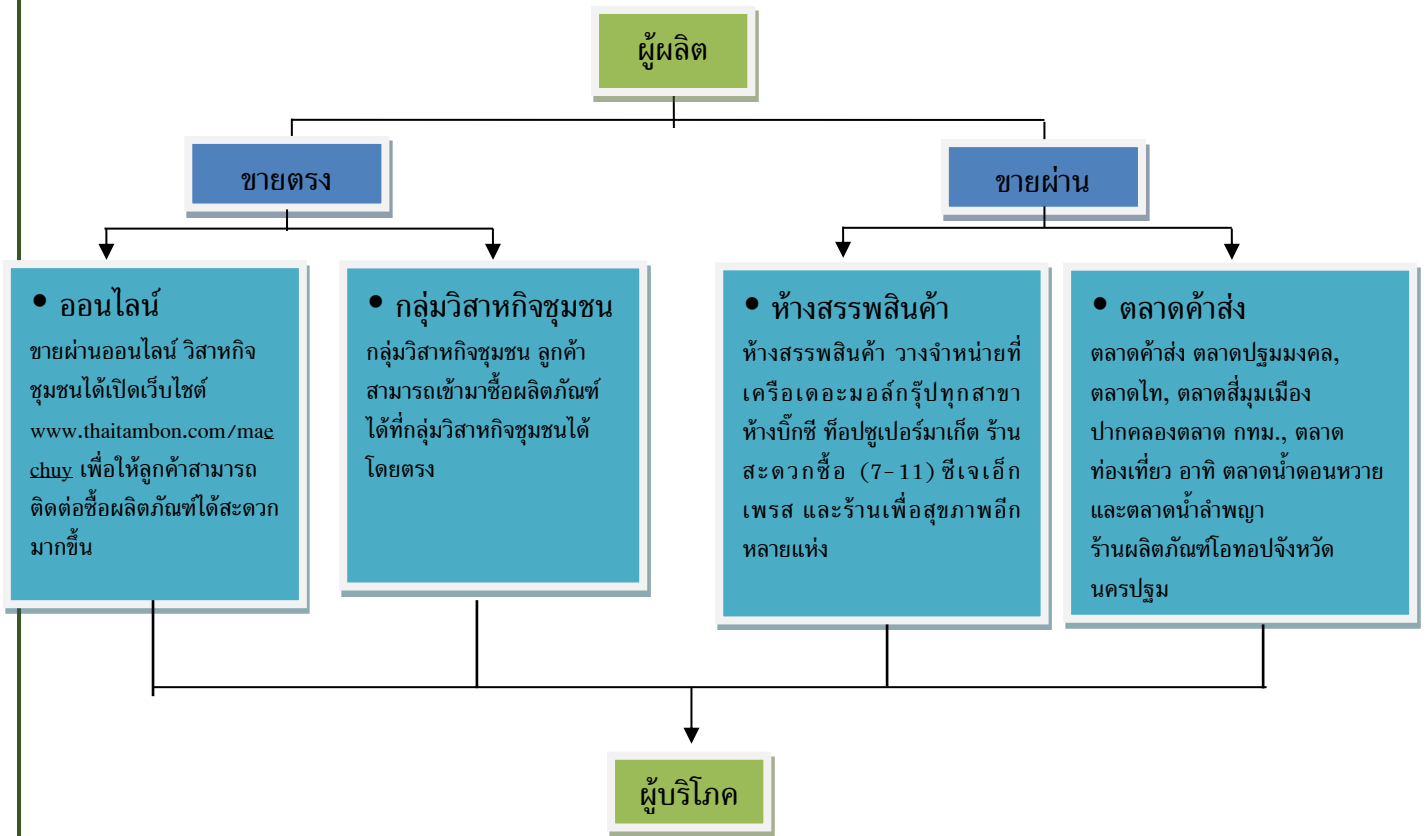 ผู้ผลิต
ขายตรง
ขายผ่าน
• ออนไลน์
ขายผ่านออนไลน์ วิสาหกิจ
ชุมชนได้เปิดเว็บไชต์
www.thaitambon.com/mae
chuy เพื่อให้ลูกค้าสามารถ
ติดต่อซื้อผลิตภัณฑ์ได้สะดวก
มากขึ้น
• กลุ่มวิสาหกิจชุมชน
กลุ่มวิสาหกิจชุมชน ลูกค้า
สามารถเข้ามาซื้อผลิตภัณฑ์
ได้ที่กลุ่มวิสาหกิจชุมชนได้
โดยตรง
• ห้างสรรพสินค้า
ห้างสรรพสินค้า วางจำหน่ายที่
เครือเดอะมอล์กรุ๊ปทุกสาขา
ห้างบิ๊กซี ท็อปซูเปอร์มาเก็ต ร้าน
สะดวกซื้อ (7-11) ซีเจเอ็ก
เพรส และร้านเพื่อสุขภาพอีก
หลายแห่ง
• ตลาดค้าส่ง
ตลาดค้าส่ง ตลาดปฐมมงคล,
ตลาดไท, ตลาดสี่มุมเมือง
ปากคลองตลาด กทม., ตลาด
ท่องเที่ยว อาทิ ตลาดน้ำดอนหวาย
และตลาดน้ำลำพญา
ร้านผลิตภัณฑ์โอทอปจังหวัด
นครปฐม
ผู้บริโภค